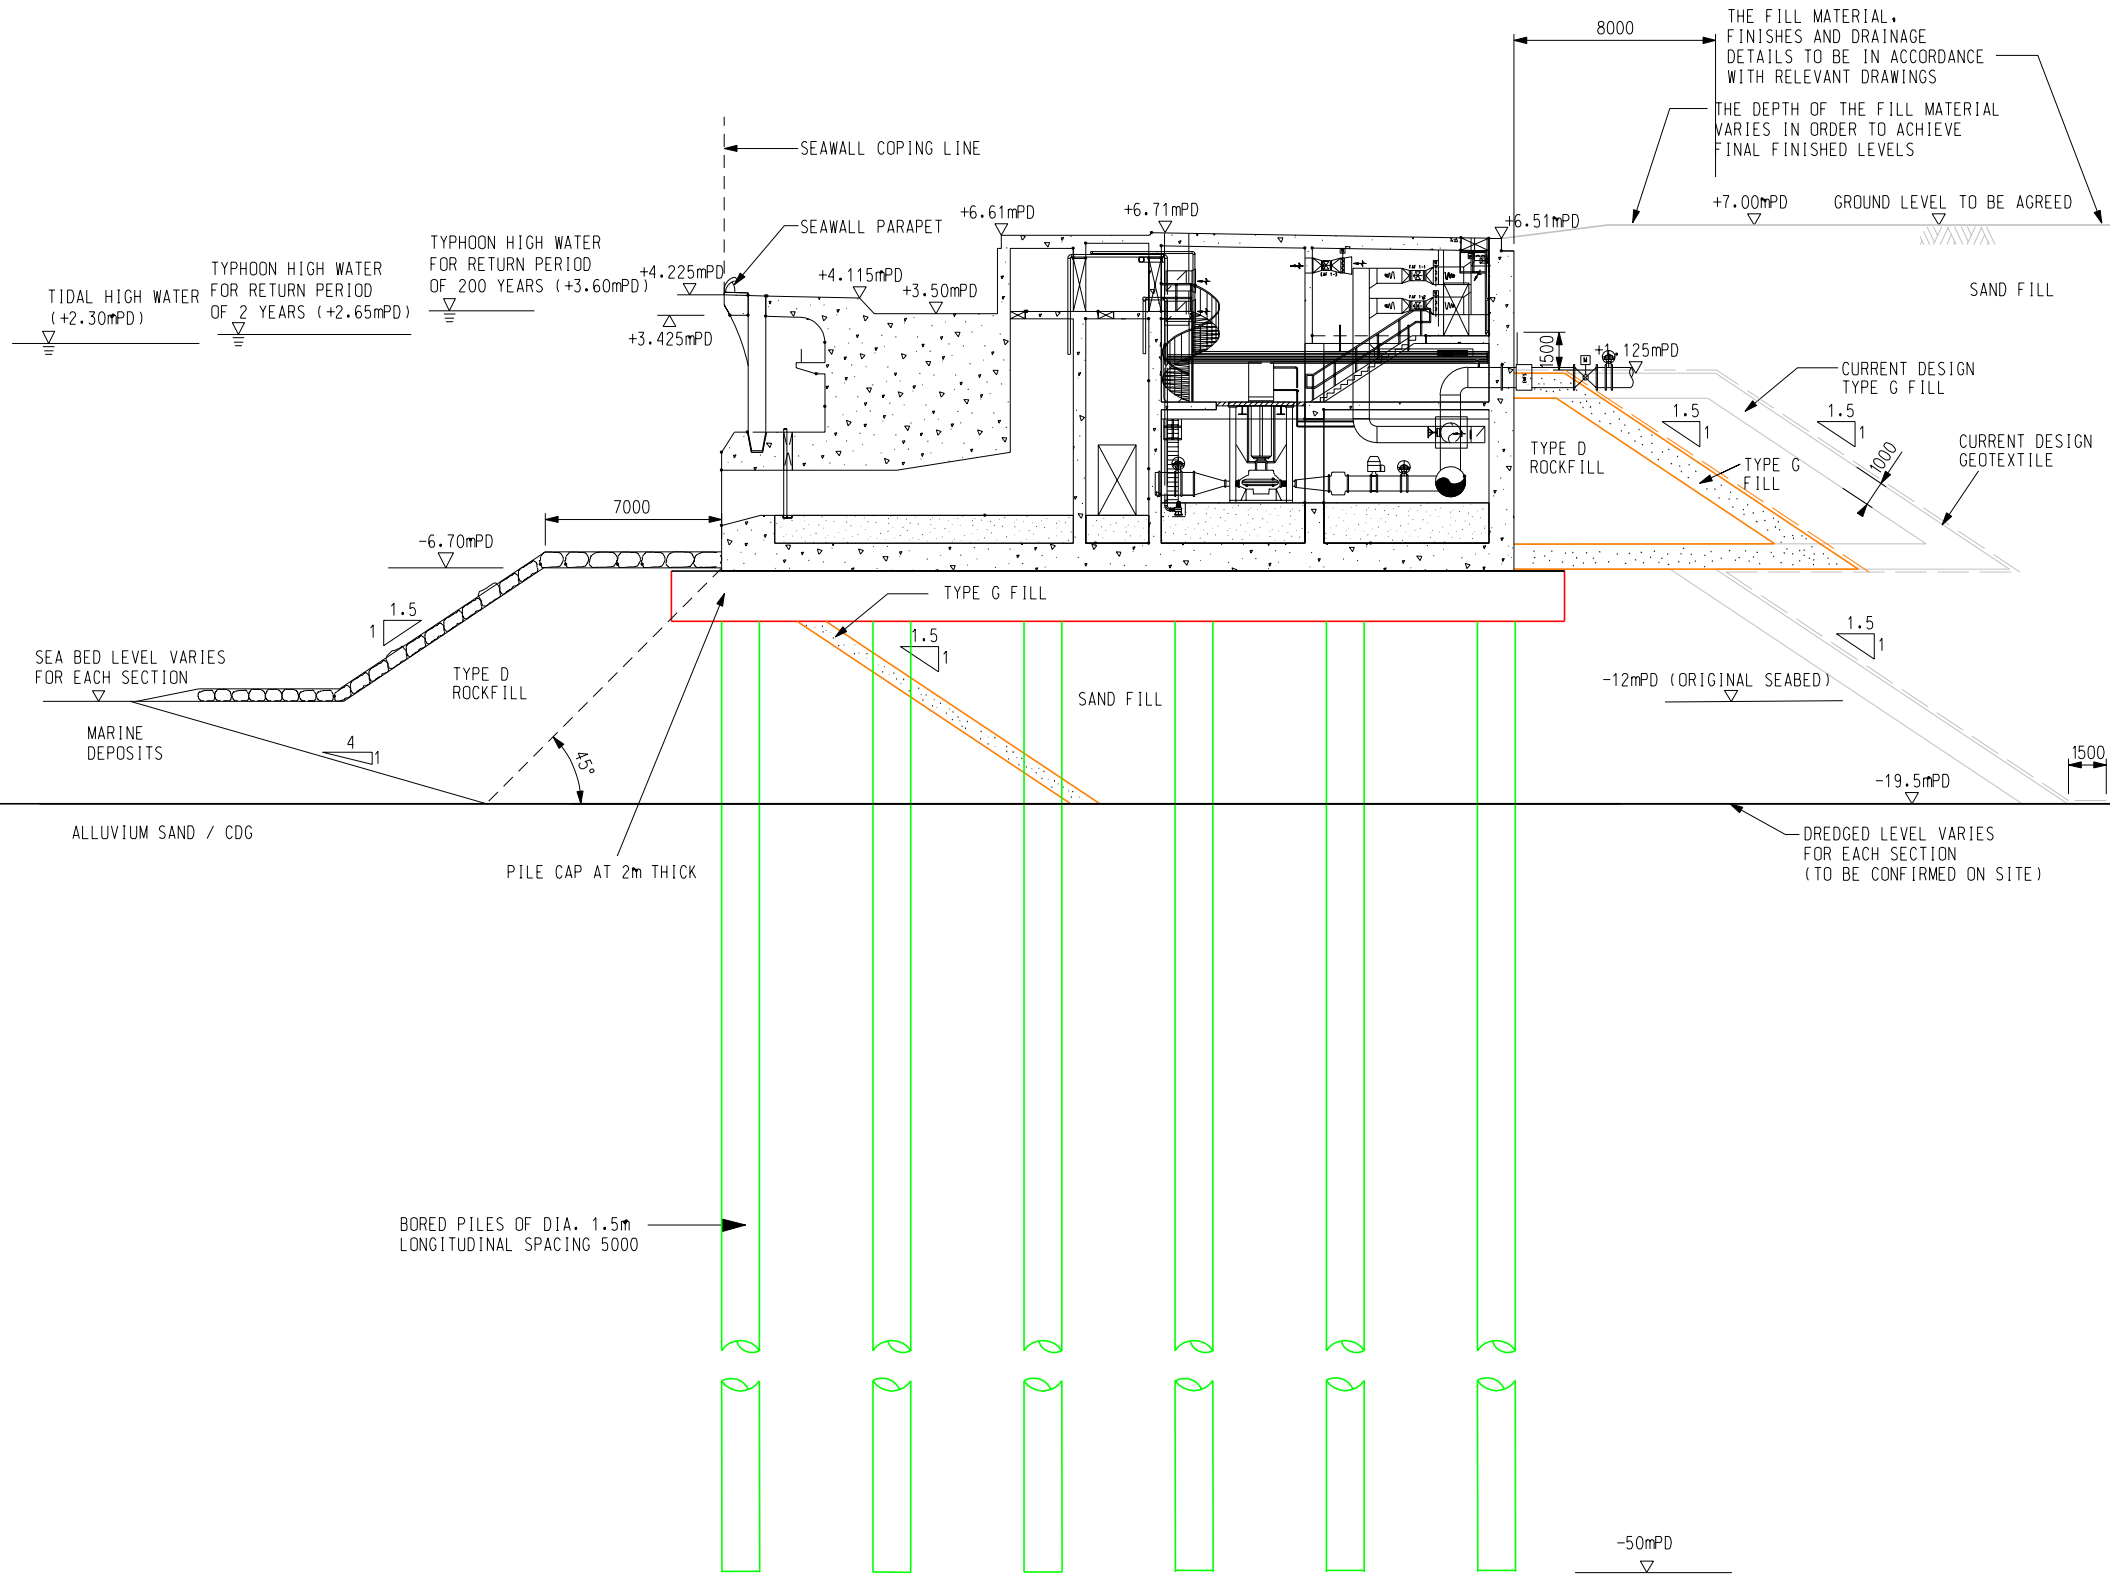 8000
THE FILL MATERIAL.
FINISHES AND DRAINAGE
DETAILS TO BE IN ACCORDANCE
WITH RELEVANT DRAWINGS
THE DEPTH OF THE FILL MATERIAL
VARIES IN ORDER TO ACHIEVE
FINAL FINISHED LEVELS
SEAWALL COPING LINE
+7.00mPD
GROUND LEVEL TO BE AGREED
+6.61mPD
+6.71mPD
+6.51mPD
SEAWALL PARAPET
TYPHOON HIGH WATER
FOR RETURN PERIOD
OF 200 YEARS (+3.60mPD)
TYPHOON HIGH WATER
FOR RETURN PERIOD
OF 2 YEARS (+2.65mPD)
TIDAL HIGH WATER
(+2.30mPD)
+4.225mPD
+4.115mPD
+3.50mPD
+3.425mPD
SAND FILL
1500
+1.125mPD
M
CURRENT DESIGN
TYPE G FILL
1.5
1
1.5
1
CURRENT DESIGN
GEOTEXTILE
TYPE D
ROCKFILL
TYPE G
FILL
1000
7000
-6.70mPD
TYPE G FILL
1.5
1
1.5
1
1.5
1
SEA BED LEVEL VARIES
FOR EACH SECTION
TYPE D
ROCKFILL
SAND FILL
-12mPD (ORIGINAL SEABED)
MARINE
DEPOSITS
4
1
45°
1500
-19.5mPD
ALLUVIUM SAND / CDG
DREDGED LEVEL VARIES
FOR EACH SECTION
(TO BE CONFIRMED ON SITE)
PILE CAP AT 2m THICK
BORED PILES OF DIA. 1.5m
LONGITUDINAL SPACING 5000
-50mPD